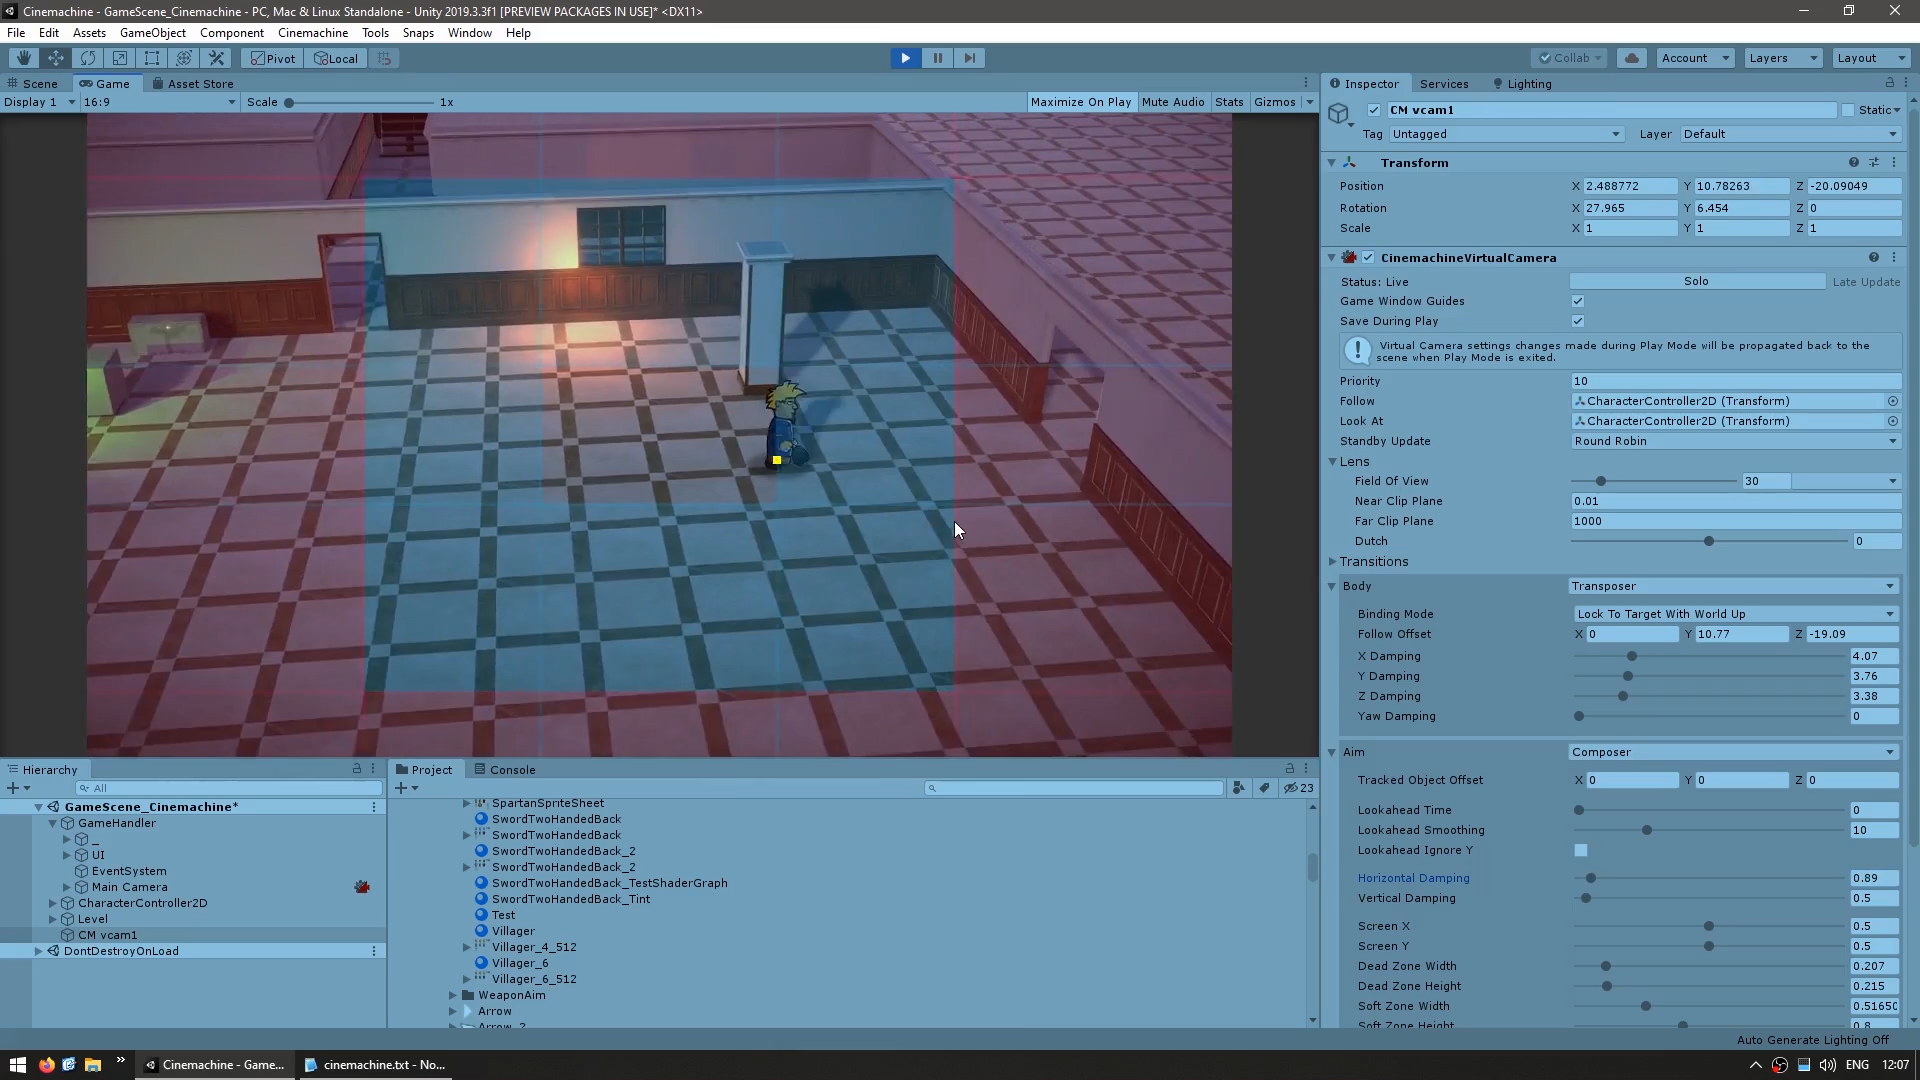 Cinemachine - GameScene_Cinemachine - PC, Mac & Linux Standalone - Unity 2019.3.3f1 [PREVIEW PACKAGES IN USE]* <DX11>
File Edit Assets GameObject Component Cinemachine Tools Snaps Window Help
Pivot Local Collab Account Layers Layout
Scene Game Asset Store Inspector Services Lighting
Display 1 16:9 Scale 1x Maximize On Play Mute Audio Stats Gizmos
CM vcam1 Static
Tag Untagged Layer Default
Transform
Position X 2.488772 Y 10.78263 Z -20.09049
Rotation X 27.965 Y 6.454 Z 0
Scale X 1 Y 1 Z 1
CinemachineVirtualCamera
Status: Live Solo Late Update
Game Window Guides
Save During Play
Virtual Camera settings changes made during Play Mode will be propagated back to the
scene when Play Mode is exited.
Priority 10
Follow CharacterController2D (Transform)
Look At CharacterController2D (Transform)
Standby Update Round Robin
Lens
Field Of View 30
Near Clip Plane 0.01
Far Clip Plane 1000
Dutch 0
Transitions
Body Transposer
Binding Mode Lock To Target With World Up
Follow Offset X 0 Y 10.77 Z -19.09
X Damping 4.07
Y Damping 3.76
Z Damping 3.38
Yaw Damping 0
Aim Composer
Tracked Object Offset X 0 Y 0 Z 0
Lookahead Time 0
Lookahead Smoothing 10
Lookahead Ignore Y
Horizontal Damping 0.89
Vertical Damping 0.5
Screen X 0.5
Screen Y 0.5
Dead Zone Width 0.207
Dead Zone Height 0.215
Soft Zone Width 0.5165
Soft Zone Height 0.8
Hierarchy
All
GameScene_Cinemachine*
GameHandler
_
UI
EventSystem
Main Camera
CharacterController2D
Level
CM vcam1
DontDestroyOnLoad
Project Console
23
SpartanSpriteSheet
SwordTwoHandedBack
SwordTwoHandedBack
SwordTwoHandedBack_2
SwordTwoHandedBack_2
SwordTwoHandedBack_TestShaderGraph
SwordTwoHandedBack_Tint
Test
Villager
Villager_4_512
Villager_6
Villager_6_512
WeaponAim
Arrow
Arrow_2
Auto Generate Lighting Off
Cinemachine - Game... cinemachine.txt - No... ENG 12:07